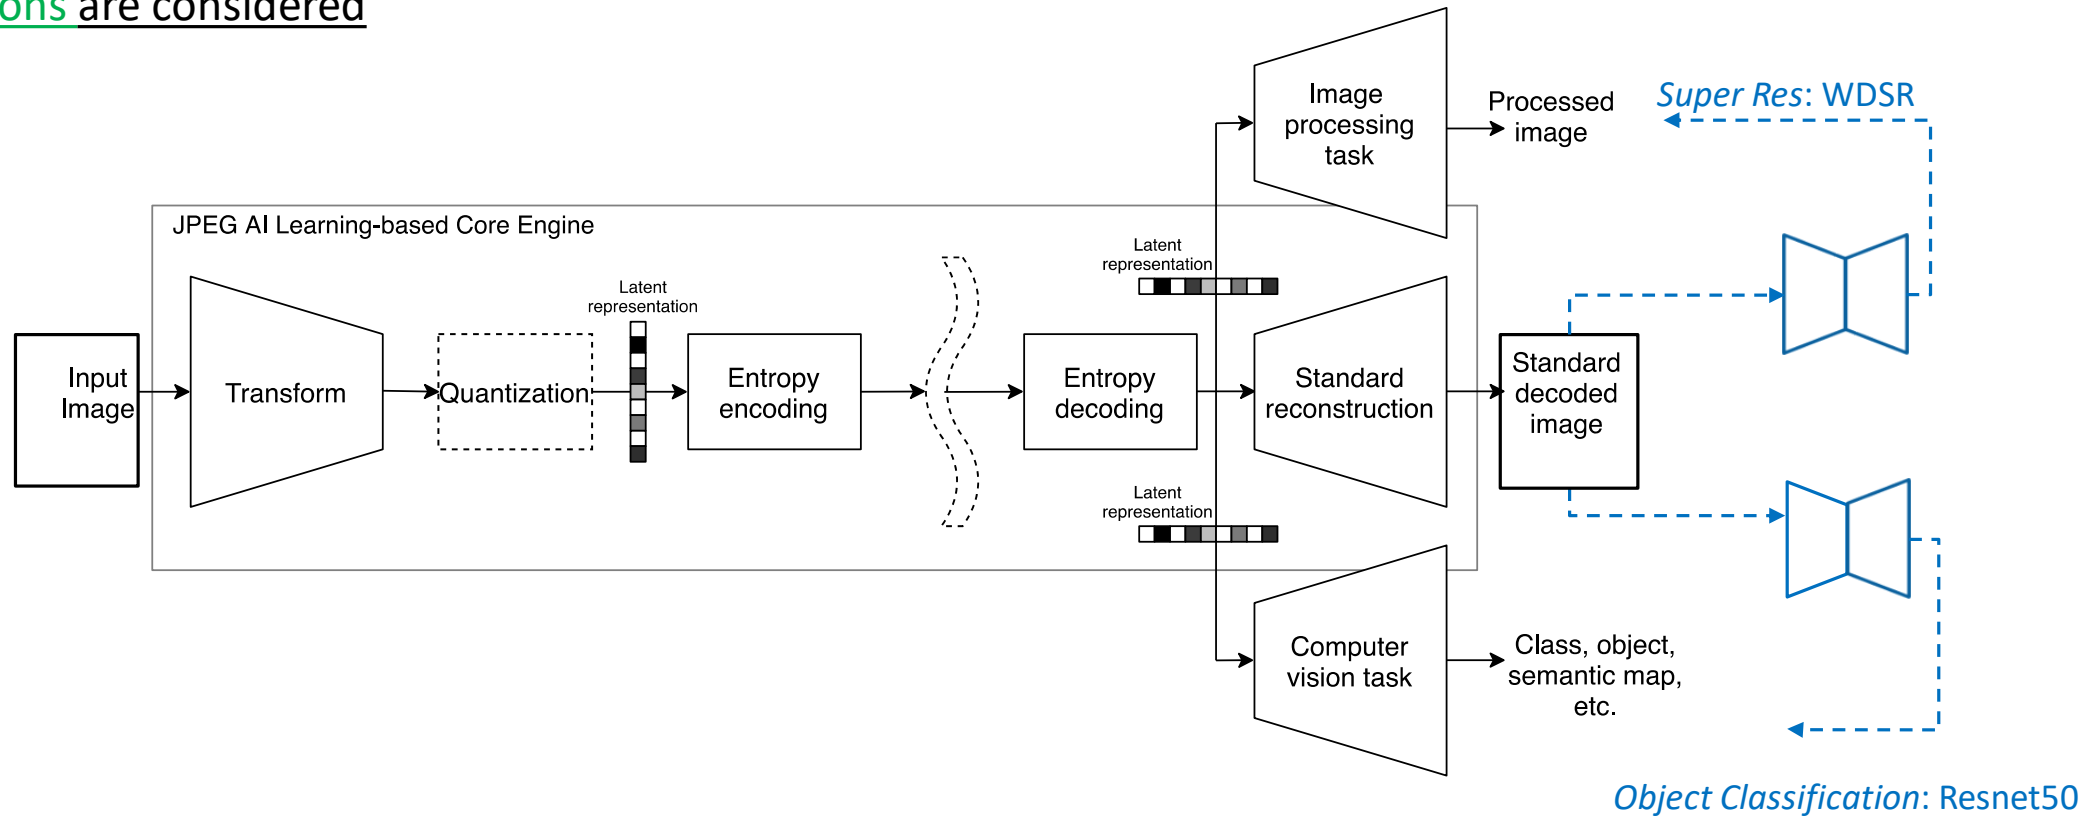 ons are considered
Super Res: WDSR
Image
processing
task
Processed
image
JPEG AI Learning-based Core Engine
Latent
representation
Latent
representation
Input
Image
Transform
Quantization
Entropy
encoding
Entropy
decoding
Standard
reconstruction
Standard
decoded
image
Latent
representation
Computer
vision task
Class, object,
semantic map,
etc.
Object Classification: Resnet50